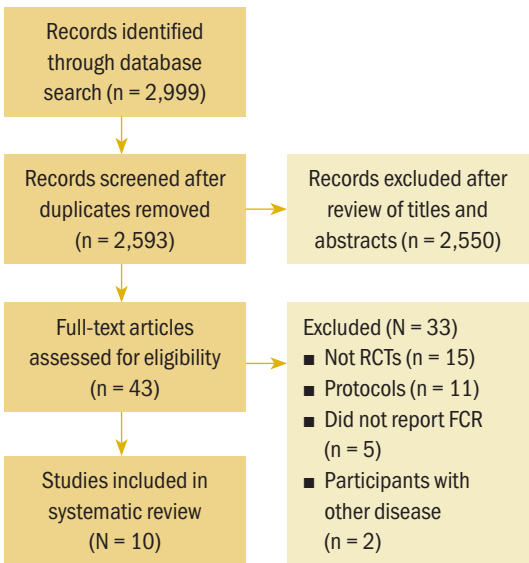 Records identified
through database
search (n = 2,999)
Records screened after
duplicates removed
(n = 2,593)
Records excluded after
review of titles and
abstracts (n = 2,550)
Full-text articles
assessed for eligibility
(n = 43)
Excluded (N = 33)
■ Not RCTs (n = 15)
■ Protocols (n = 11)
■ Did not report FCR
(n = 5)
■ Participants with
other disease
(n = 2)
Studies included in
systematic review
(N = 10)